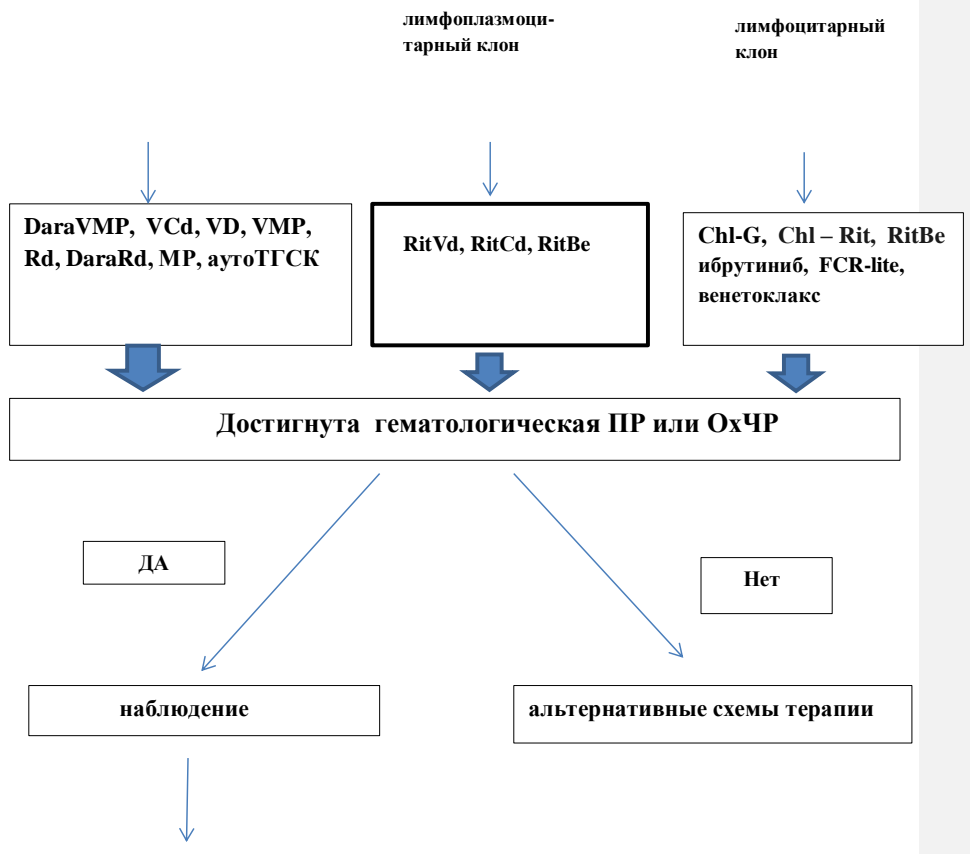 лимфоплазмоци-
тарный клон
лимфоцитарный
клон
DaraVMP, VCd, VD, VMP,
Rd, DaraRd, MP, аутоТГСК
RitVd, RitCd, RitBe
Chl-G, Chl – Rit, RitBe
ибрутиниб, FCR-lite,
венетоклакс
Достигнута гематологическая ПР или ОхЧР
ДА
Нет
наблюдение
альтернативные схемы терапии